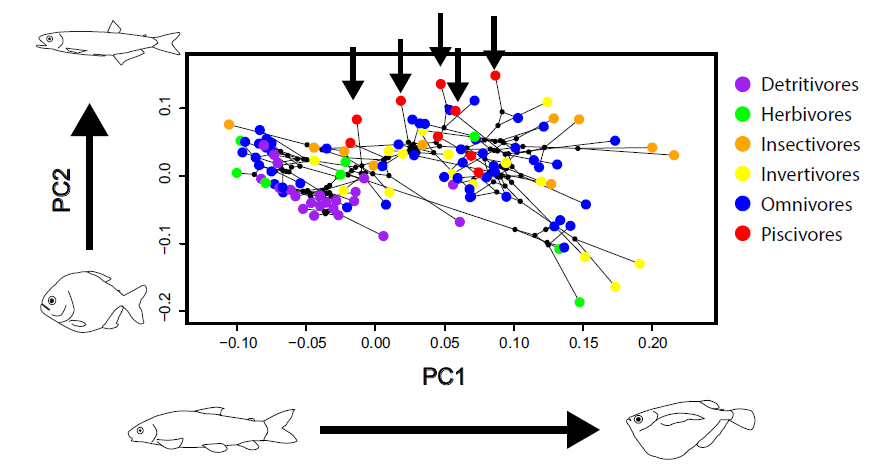 PC2
0.1
0.0
−0.1
−0.2
−0.10 −0.05 0.00 0.05 0.10 0.15 0.20
PC1
Detritivores
Herbivores
Insectivores
Invertivores
Omnivores
Piscivores